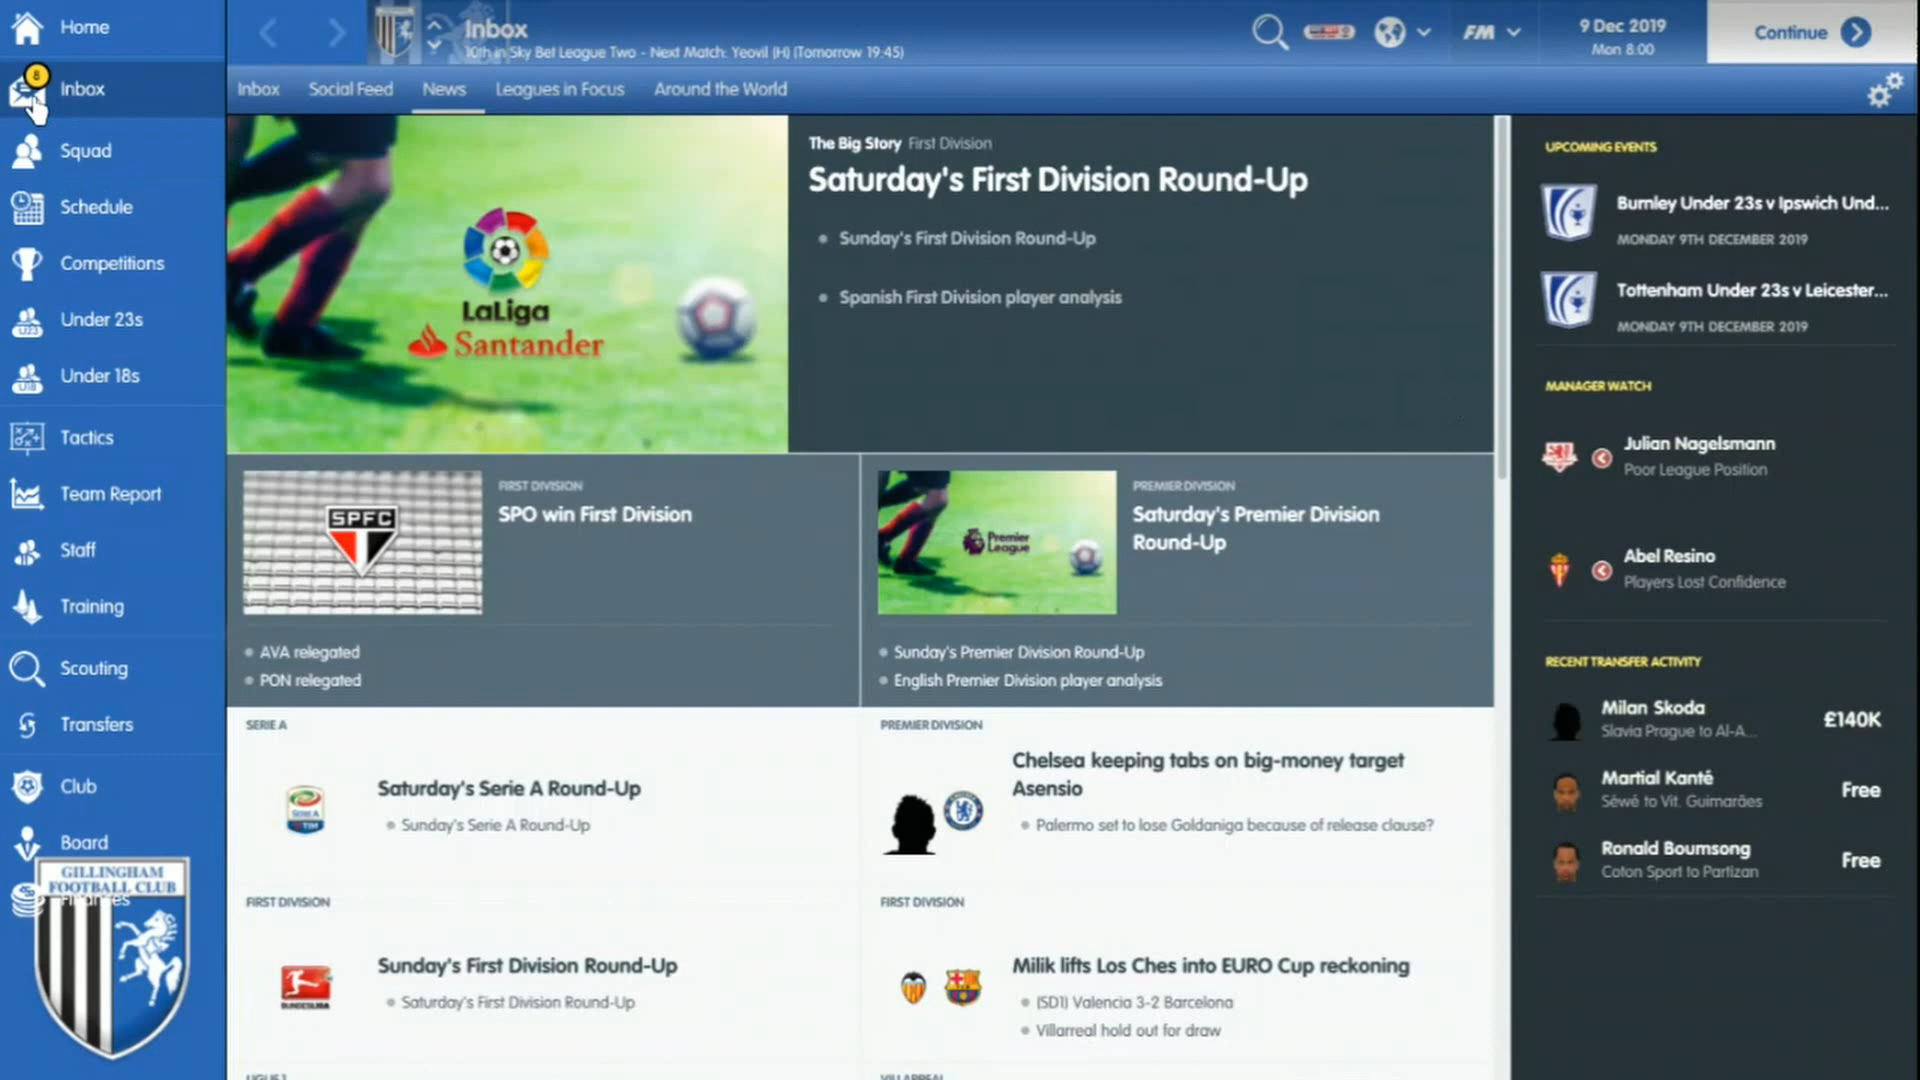 Home
8
Inbox
Squad
Schedule
Competitions
U23
Under 23s
U18
Under 18s
Tactics
Team Report
Staff
Training
Scouting
Transfers
Club
Board
Finances
GILLINGHAM
FOOTBALL CLUB
Inbox
10th in Sky Bet League Two - Next Match: Yeovil (H) (Tomorrow 19:45)
FM
9 Dec 2019
Mon 8:00
Continue
Inbox Social Feed News Leagues in Focus Around the World
LaLiga
Santander
The Big Story First Division
Saturday's First Division Round-Up
Sunday's First Division Round-Up
Spanish First Division player analysis
SPFC
FIRST DIVISION
SPO win First Division
AVA relegated
PON relegated
Premier
League
PREMIER DIVISION
Saturday's Premier Division
Round-Up
Sunday's Premier Division Round-Up
English Premier Division player analysis
SERIE A
SERIE A
TIM
Saturday's Serie A Round-Up
Sunday's Serie A Round-Up
PREMIER DIVISION
Chelsea keeping tabs on big-money target
Asensio
Palermo set to lose Goldaniga because of release clause?
FIRST DIVISION
BUNDESLIGA
Sunday's First Division Round-Up
Saturday's First Division Round-Up
FIRST DIVISION
Milik lifts Los Ches into EURO Cup reckoning
(SD1) Valencia 3-2 Barcelona
Villarreal hold out for draw
LIGUE 1
VILLARREAL
UPCOMING EVENTS
Burnley Under 23s v Ipswich Und...
MONDAY 9TH DECEMBER 2019
Tottenham Under 23s v Leicester...
MONDAY 9TH DECEMBER 2019
MANAGER WATCH
Julian Nagelsmann
Poor League Position
Abel Resino
Players Lost Confidence
RECENT TRANSFER ACTIVITY
Milan Skoda
Slavia Prague to Al-A...
£140K
Martial Kanté
Séwé to Vit. Guimarães
Free
Ronald Boumsong
Coton Sport to Partizan
Free